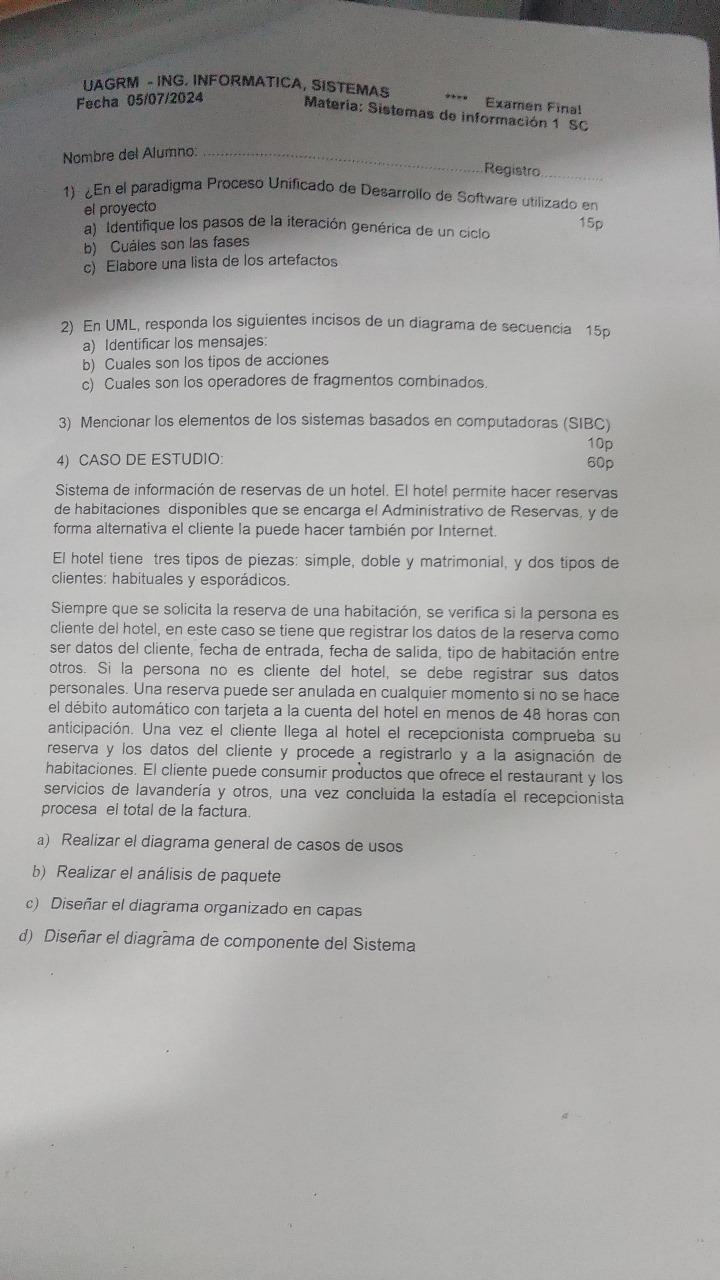 UAGRM - ING. INFORMATICA, SISTEMAS **** Examen Final
Fecha 05/07/2024 Materia: Sistemas de información 1 SC
Nombre del Alumno: ........................................ Registro..............
1) ¿En el paradigma Proceso Unificado de Desarrollo de Software utilizado en
el proyecto 15p
a) Identifique los pasos de la iteración genérica de un ciclo
b) Cuáles son las fases
c) Elabore una lista de los artefactos
2) En UML, responda los siguientes incisos de un diagrama de secuencia 15p
a) Identificar los mensajes:
b) Cuales son los tipos de acciones
c) Cuales son los operadores de fragmentos combinados.
3) Mencionar los elementos de los sistemas basados en computadoras (SIBC)
10p
4) CASO DE ESTUDIO: 60p
Sistema de información de reservas de un hotel. El hotel permite hacer reservas
de habitaciones disponibles que se encarga el Administrativo de Reservas, y de
forma alternativa el cliente la puede hacer también por Internet.
El hotel tiene tres tipos de piezas: simple, doble y matrimonial, y dos tipos de
clientes: habituales y esporádicos.
Siempre que se solicita la reserva de una habitación, se verifica si la persona es
cliente del hotel, en este caso se tiene que registrar los datos de la reserva como
ser datos del cliente, fecha de entrada, fecha de salida, tipo de habitación entre
otros. Si la persona no es cliente del hotel, se debe registrar sus datos
personales. Una reserva puede ser anulada en cualquier momento si no se hace
el débito automático con tarjeta a la cuenta del hotel en menos de 48 horas con
anticipación. Una vez el cliente llega al hotel el recepcionista comprueba su
reserva y los datos del cliente y procede a registrarlo y a la asignación de
habitaciones. El cliente puede consumir productos que ofrece el restaurant y los
servicios de lavandería y otros, una vez concluida la estadía el recepcionista
procesa el total de la factura.
a) Realizar el diagrama general de casos de usos
b) Realizar el análisis de paquete
c) Diseñar el diagrama organizado en capas
d) Diseñar el diagrama de componente del Sistema